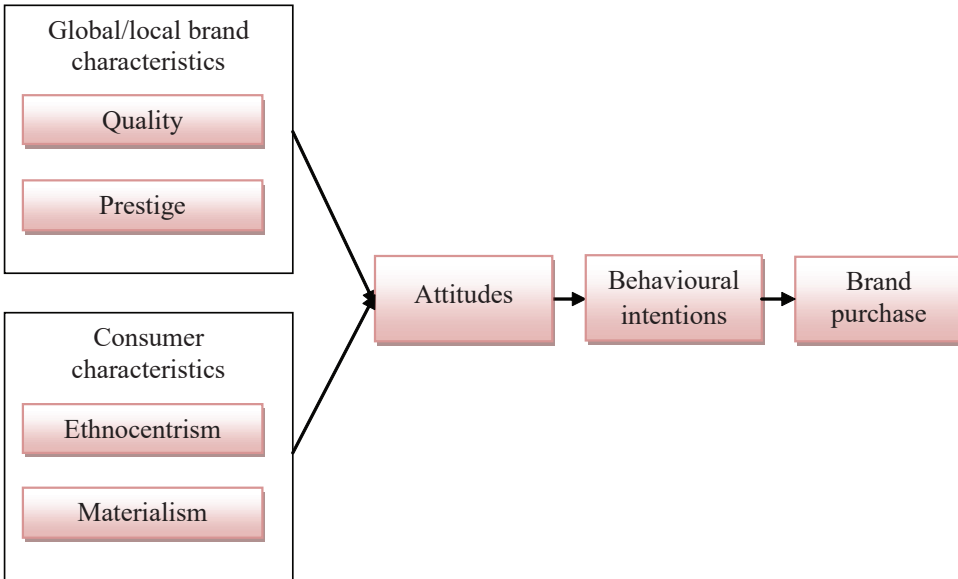 Global/local brand
characteristics
Quality
Prestige
Consumer
characteristics
Ethnocentrism
Materialism
Attitudes
Behavioural
intentions
Brand
purchase